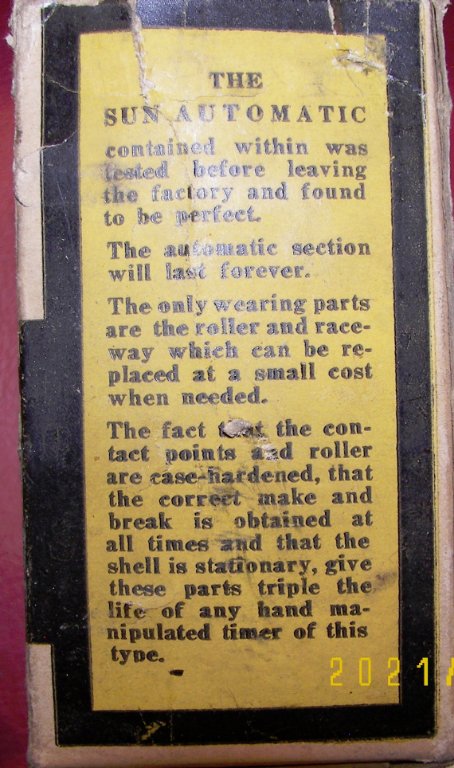 THE
SUN AUTOMATIC
contained within was
tested before leaving
the factory and found
to be perfect.
The automatic section
will last forever.
The only wearing parts
are the roller and race-
way which can be re-
placed at a small cost
when needed.
The fact that the con-
tact points and roller
are case-hardened, that
the correct make and
break is obtained at
all times and that the
shell is stationary, give
these parts triple the
life of any hand ma-
nipulated timer of this
type.
2021/